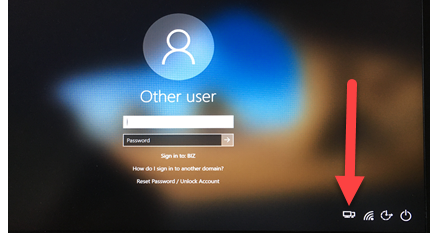 Other user
Password
Sign in to: BIZ
How do I sign in to another domain?
Reset Password / Unlock Account